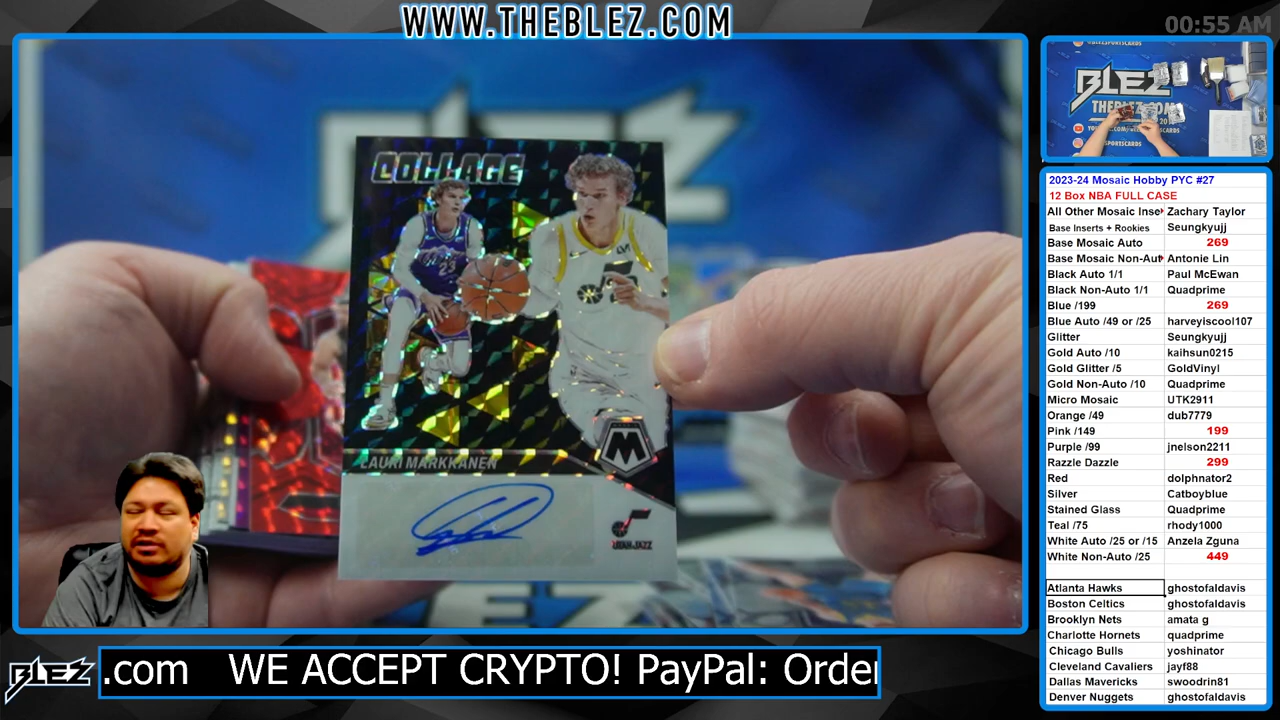 WWW.THEBLEZ.COM
00:55 AM
COLLAGE
23
LAURI MARKKANEN
M
BLEZ
THEBLEZ.COM
2023-24 Mosaic Hobby PYC #27
12 Box NBA FULL CASE
All Other Mosaic Inse Zachary Taylor
Base Inserts + Rookies Seungkyujj
Base Mosaic Auto 269
Base Mosaic Non-Aut Antonie Lin
Black Auto 1/1 Paul McEwan
Black Non-Auto 1/1 Quadprime
Blue /199 269
Blue Auto /49 or /25 harveyiscool107
Glitter Seungkyujj
Gold Auto /10 kaihsun0215
Gold Glitter /5 GoldVinyl
Gold Non-Auto /10 Quadprime
Micro Mosaic UTK2911
Orange /49 dub7779
Pink /149 199
Purple /99 jnelson2211
Razzle Dazzle 299
Red dolphnator2
Silver Catboyblue
Stained Glass Quadprime
Teal /75 rhody1000
White Auto /25 or /15 Anzela Zguna
White Non-Auto /25 449
Atlanta Hawks ghostofaldavis
Boston Celtics ghostofaldavis
Brooklyn Nets amata g
Charlotte Hornets quadprime
Chicago Bulls yoshinator
Cleveland Cavaliers jayf88
Dallas Mavericks swoodrin81
Denver Nuggets ghostofaldavis
BLEZ
.com WE ACCEPT CRYPTO! PayPal: Order